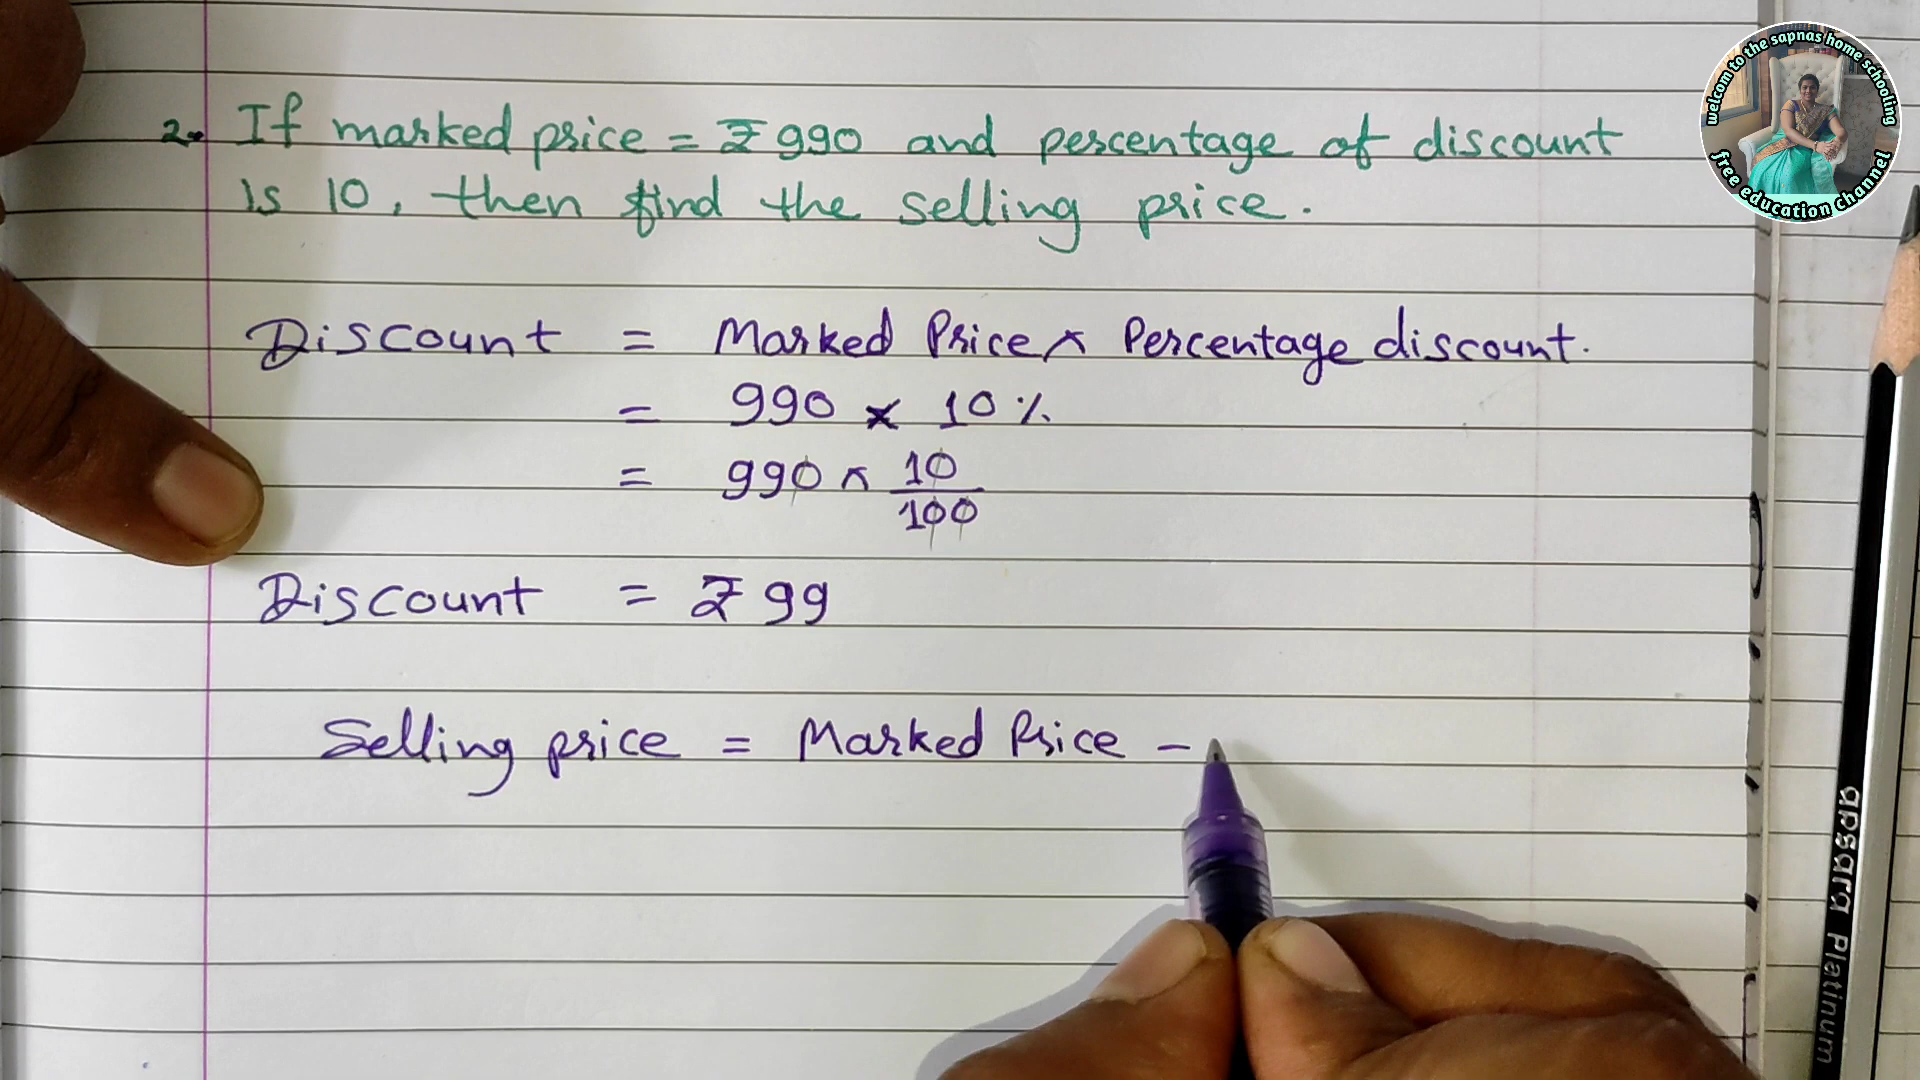 2. If marked price = ₹990 and percentage of discount
is 10, then find the selling price.
Discount = Marked Price × Percentage discount.
= 990 × 10%
= 990 × 10/100
Discount = ₹99
Selling price = Marked Price -
welcom to the sapnas home schooling
free education channel
apsara Platinum